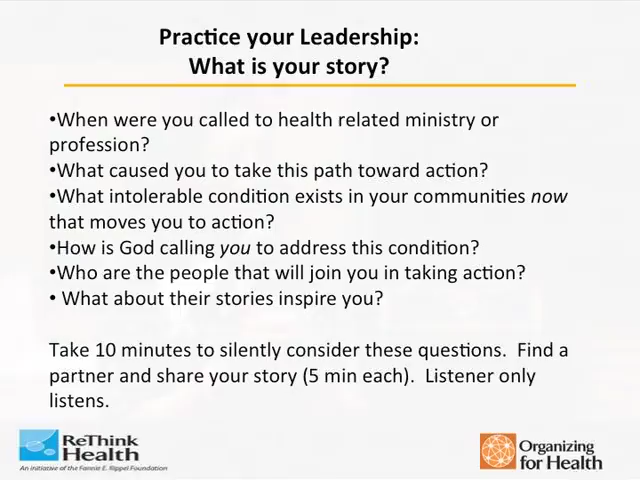 Practice your Leadership:
What is your story?
•When were you called to health related ministry or
profession?
•What caused you to take this path toward action?
•What intolerable condition exists in your communities now
that moves you to action?
•How is God calling you to address this condition?
•Who are the people that will join you in taking action?
• What about their stories inspire you?
Take 10 minutes to silently consider these questions.  Find a
partner and share your story (5 min each).  Listener only
listens.
ReThink
Health
An initiative of the Fannie E. Rippel Foundation
Organizing
for Health